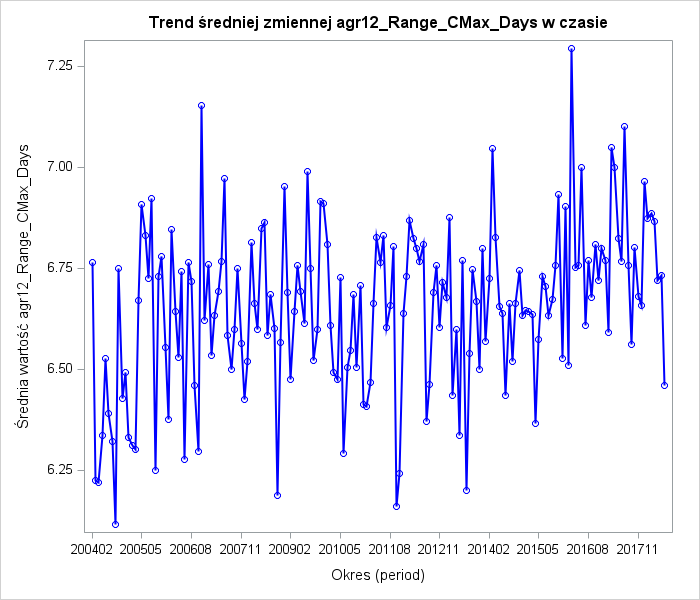 Trend średniej zmiennej agr12_Range_CMax_Days w czasie
Średnia wartość agr12_Range_CMax_Days
7.25
7.00
6.75
6.50
6.25
200402 200505 200608 200711 200902 201005 201108 201211 201402 201505 201608 201711
Okres (period)